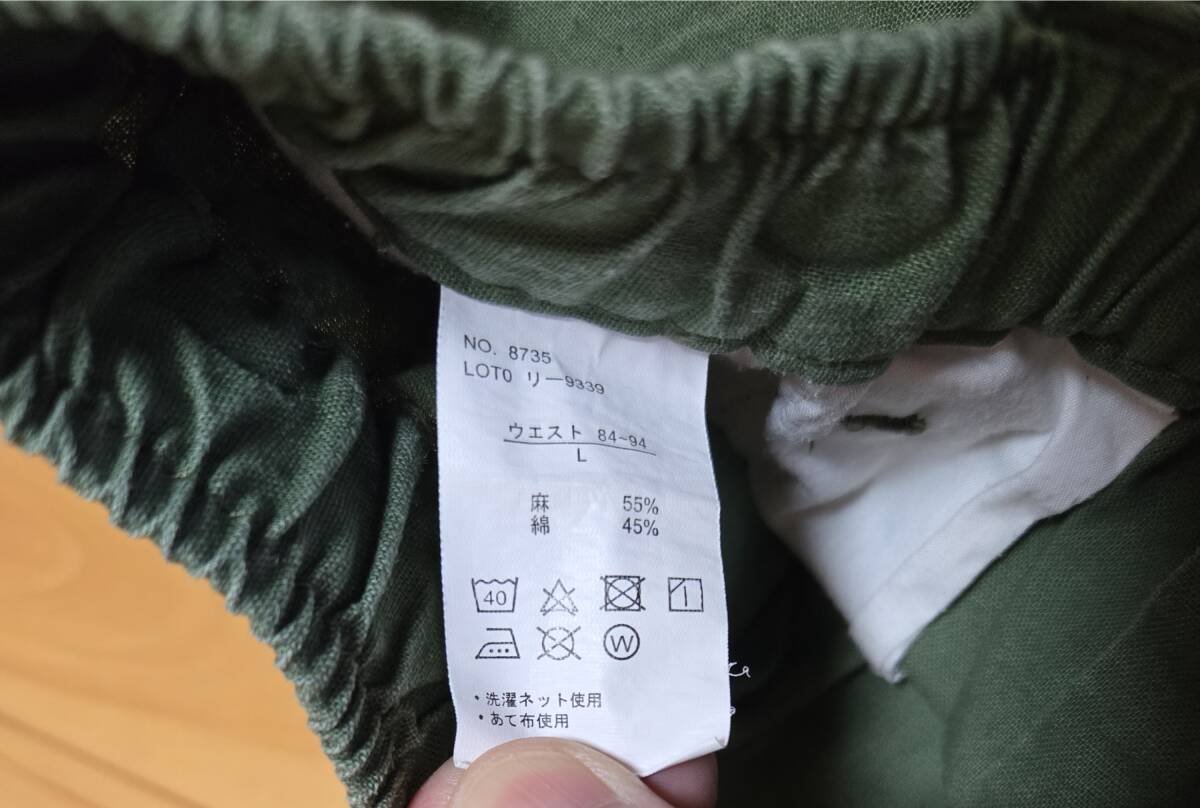 NO. 8735
LOT0 リー9339
ウエスト 84~94
L
麻 55%
綿 45%
40
W
・洗濯ネット使用
・あて布使用